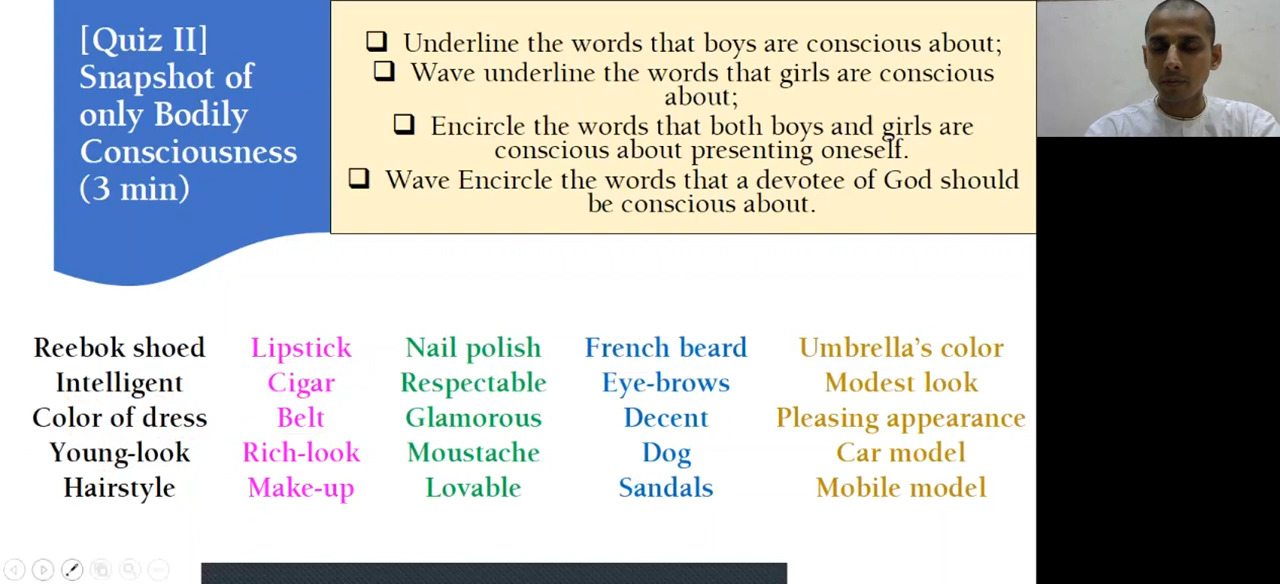 [Quiz II]
Snapshot of
only Bodily
Consciousness
(3 min)
Underline the words that boys are conscious about;
Wave underline the words that girls are conscious
about;
Encircle the words that both boys and girls are
conscious about presenting oneself.
Wave Encircle the words that a devotee of God should
be conscious about.
Reebok shoed Lipstick Nail polish French beard Umbrella's color
Intelligent Cigar Respectable Eye-brows Modest look
Color of dress Belt Glamorous Decent Pleasing appearance
Young-look Rich-look Moustache Dog Car model
Hairstyle Make-up Lovable Sandals Mobile model